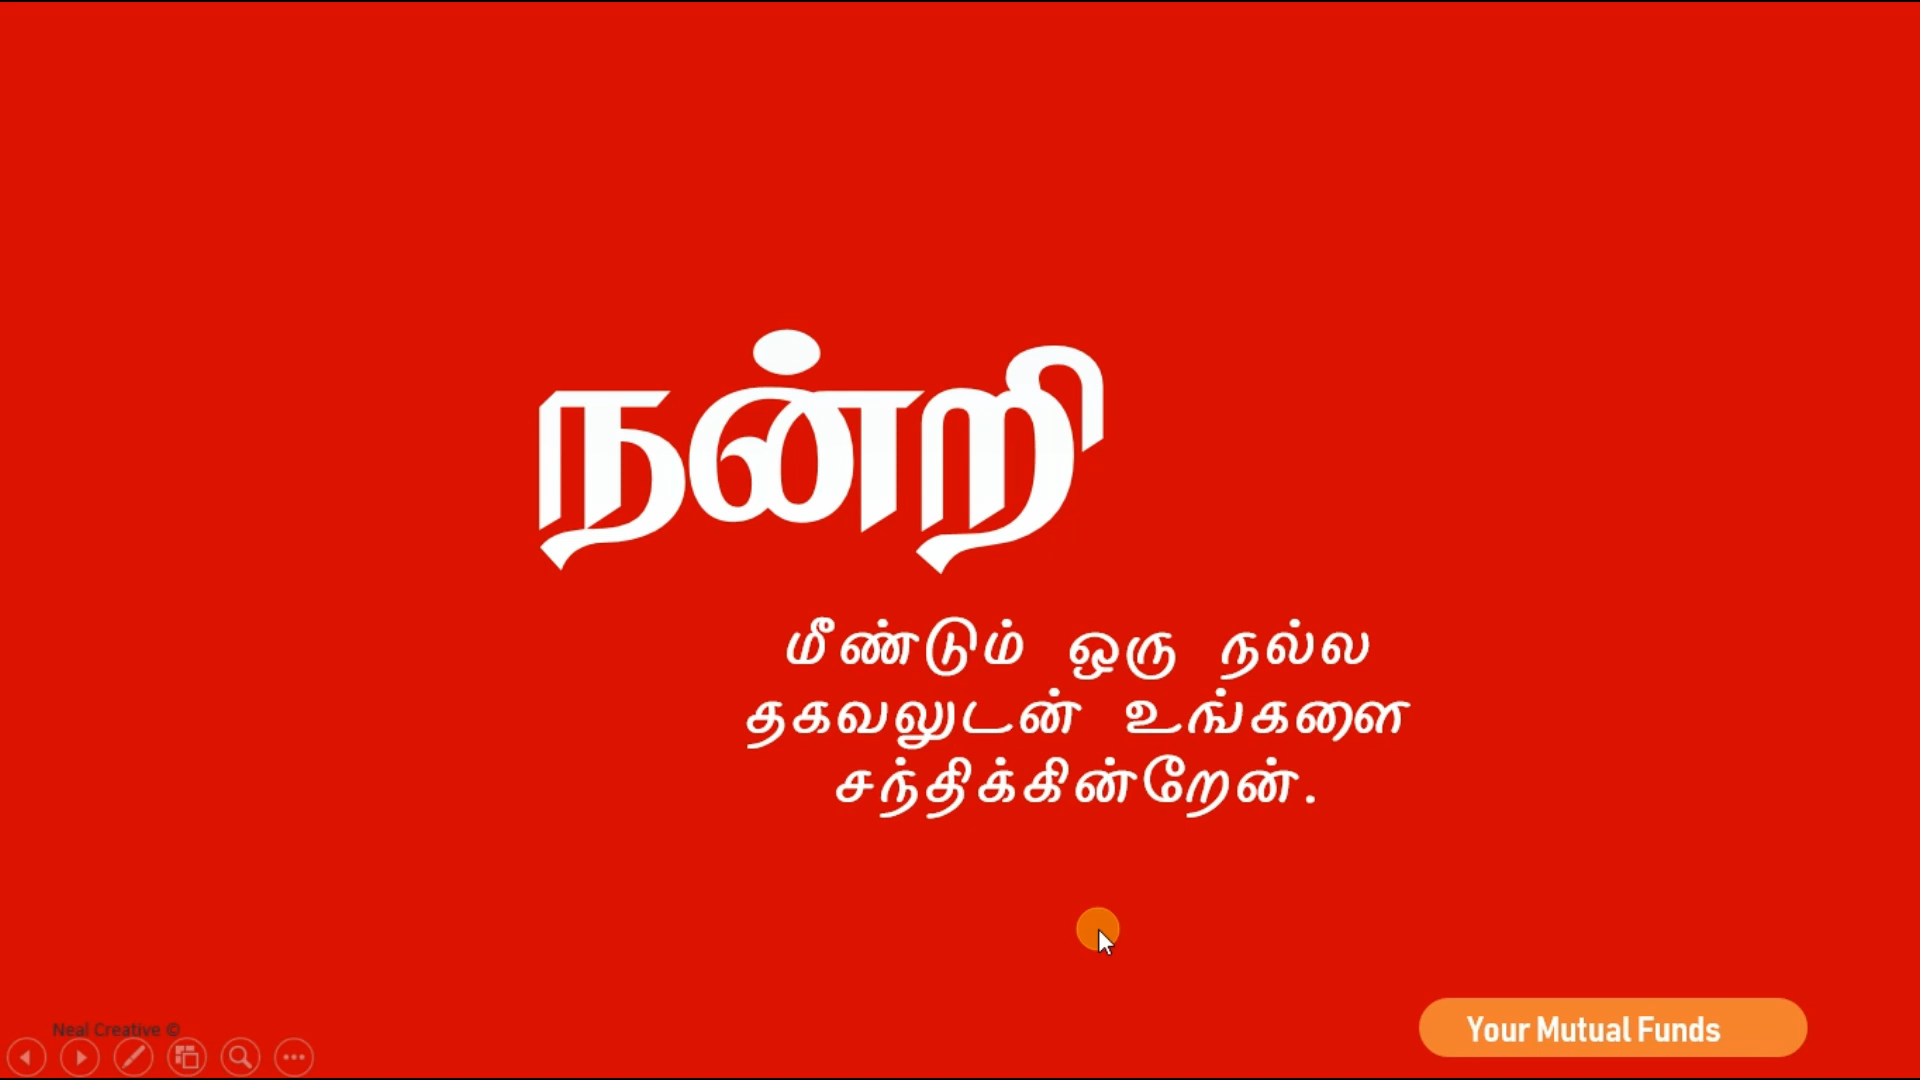 நன்றி
மீண்டும் ஒரு நல்ல
தகவலுடன் உங்களை
சந்திக்கின்றேன்.
Neal Creative ©
Your Mutual Funds